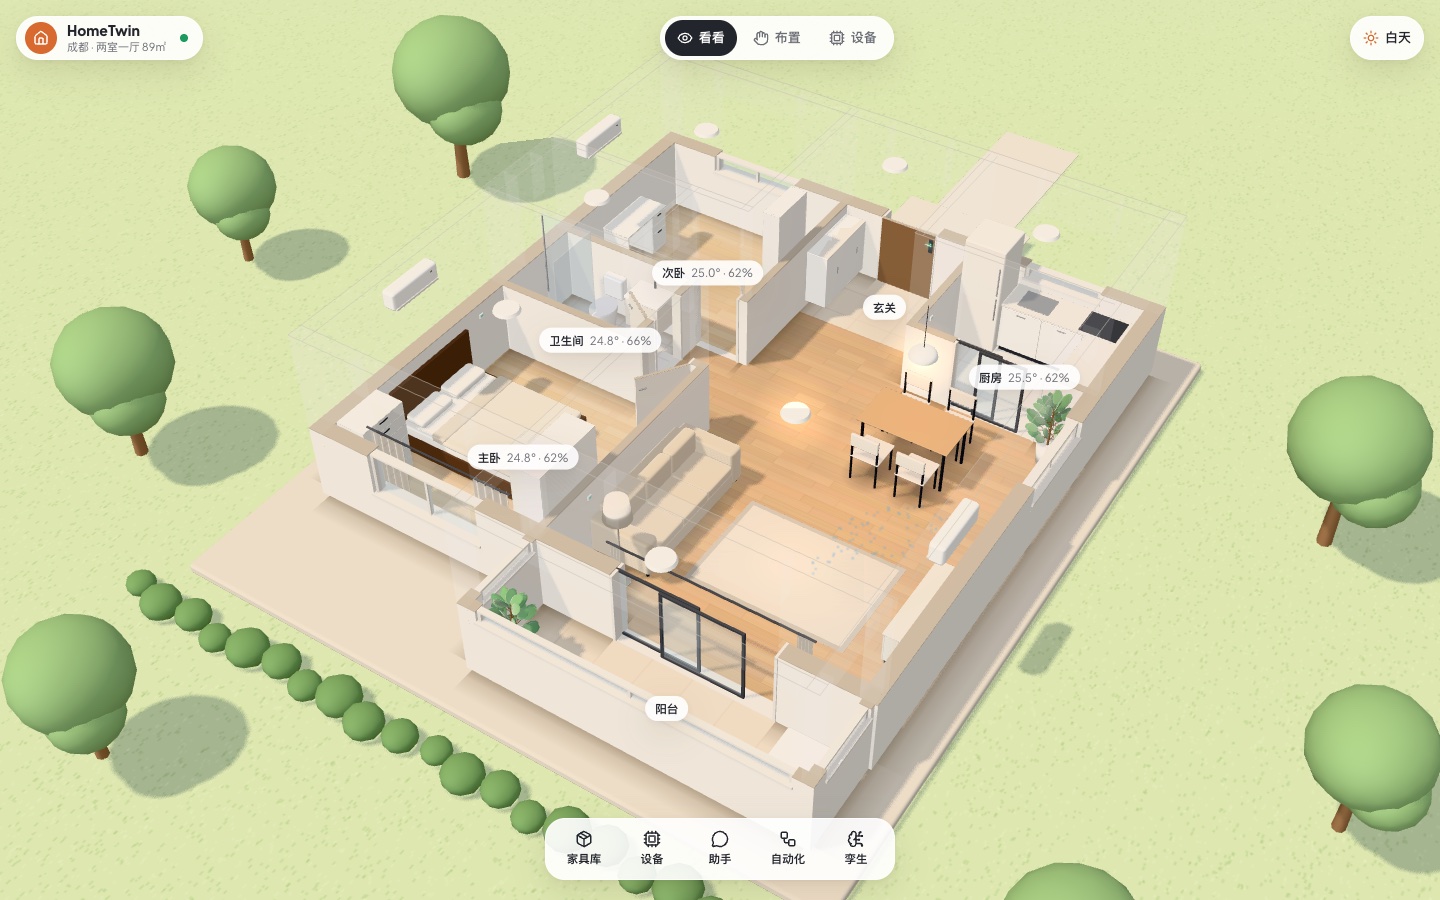 HomeTwin
成都 · 两室一厅 89㎡
看看
布置
设备
白天
次卧 25.0° · 62%
玄关
卫生间 24.8° · 66%
厨房 25.5° · 62%
主卧 24.8° · 62%
阳台
家具库
设备
助手
自动化
孪生